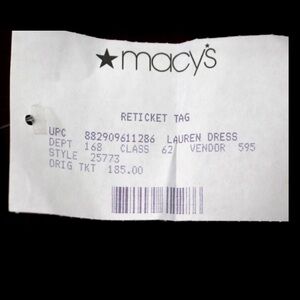 ★macy's
RETICKET TAG
UPC 882909611286 LAUREN DRESS
DEPT 168 CLASS 62 VENDOR 595
STYLE 25773
ORIG TKT 185.00